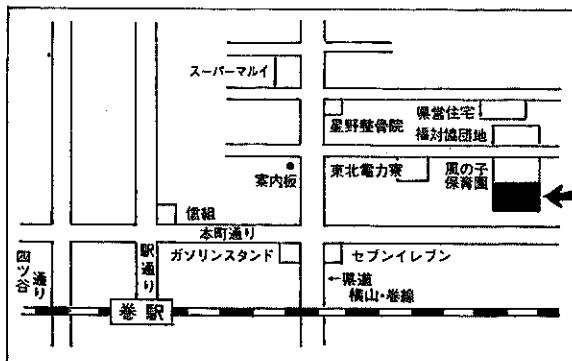 スーパーマルイ
星野整骨院
県営住宅
福対協団地
案内板
東北電力寮
風の子
保育園
信組
本町通り
四ツ谷
通り
駅通り
ガソリンスタンド
セブンイレブン
←県道
横山・巻線
巻駅